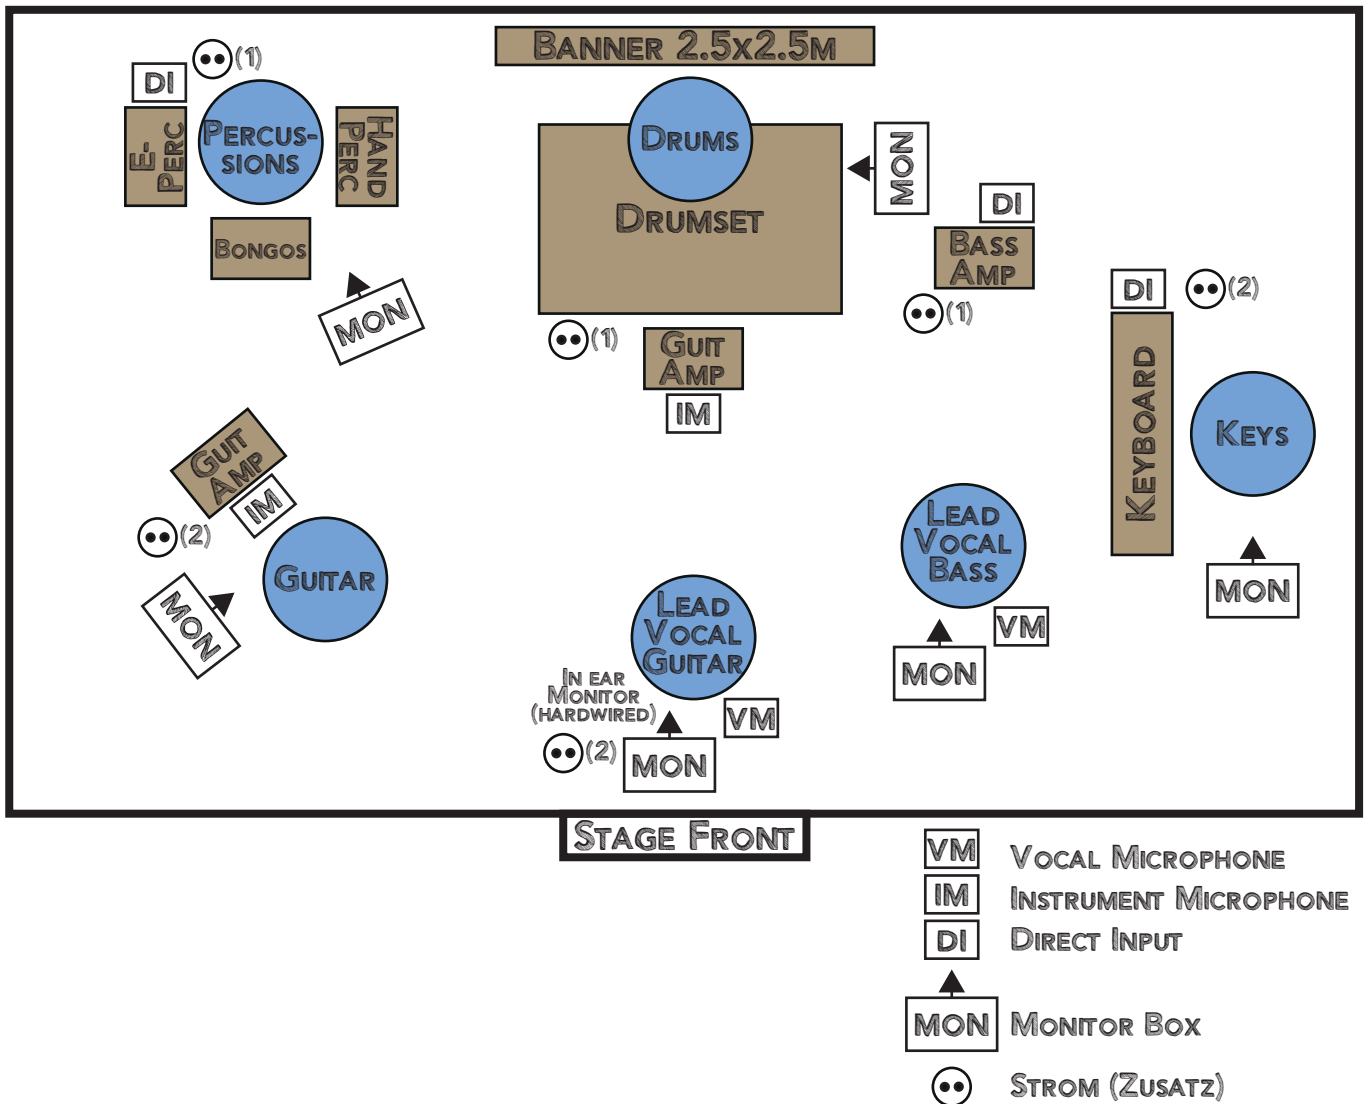 Banner 2.5x2.5m
(1)
DI
E-
Perc
Percus-
sions
Hand
Perc
Bongos
MON
Drums
Drumset
MON
DI
Bass
Amp
(1)
(1)
Guit
Amp
IM
DI
(2)
Keyboard
Keys
MON
Guit
Amp
IM
(2)
MON
Guitar
Lead
Vocal
Bass
VM
MON
Lead
Vocal
Guitar
In ear
Monitor
(hardwired)
(2)
MON
VM
Stage Front
VM Vocal Microphone
IM Instrument Microphone
DI Direct Input
MON Monitor Box
Strom (Zusatz)